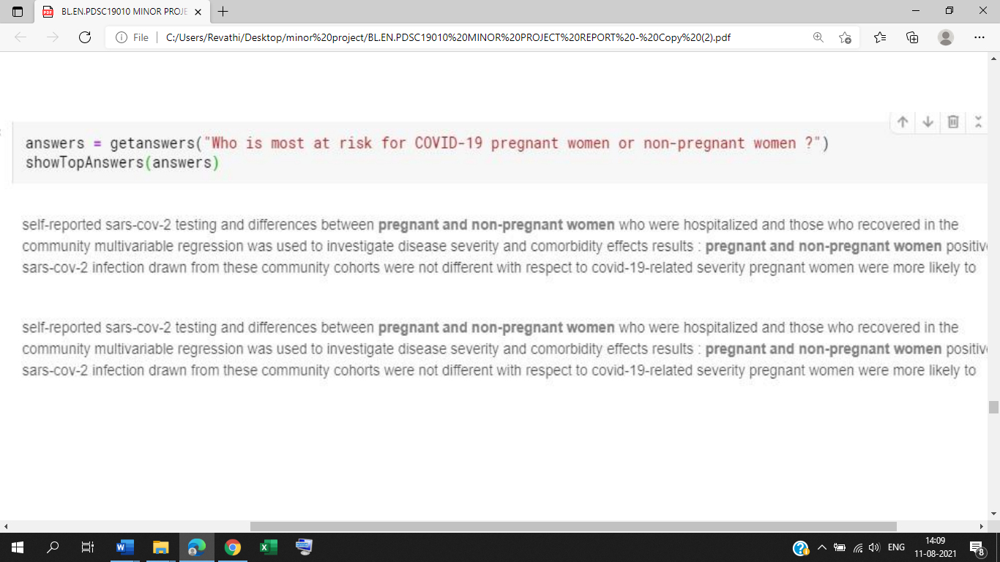 BL.EN.PDSC19010 MINOR PROJE
File
C:/Users/Revathi/Desktop/minor%20project/BL.EN.PDSC19010%20MINOR%20PROJECT%20REPORT%20-%20Copy%20(2).pdf
answers = getanswers("Who is most at risk for COVID-19 pregnant women or non-pregnant women ?")
showTopAnswers(answers)
self-reported sars-cov-2 testing and differences between pregnant and non-pregnant women who were hospitalized and those who recovered in the
community multivariable regression was used to investigate disease severity and comorbidity effects results : pregnant and non-pregnant women positiv
sars-cov-2 infection drawn from these community cohorts were not different with respect to covid-19-related severity pregnant women were more likely to
self-reported sars-cov-2 testing and differences between pregnant and non-pregnant women who were hospitalized and those who recovered in the
community multivariable regression was used to investigate disease severity and comorbidity effects results : pregnant and non-pregnant women positiv
sars-cov-2 infection drawn from these community cohorts were not different with respect to covid-19-related severity pregnant women were more likely to
ENG
14:09
11-08-2021
8